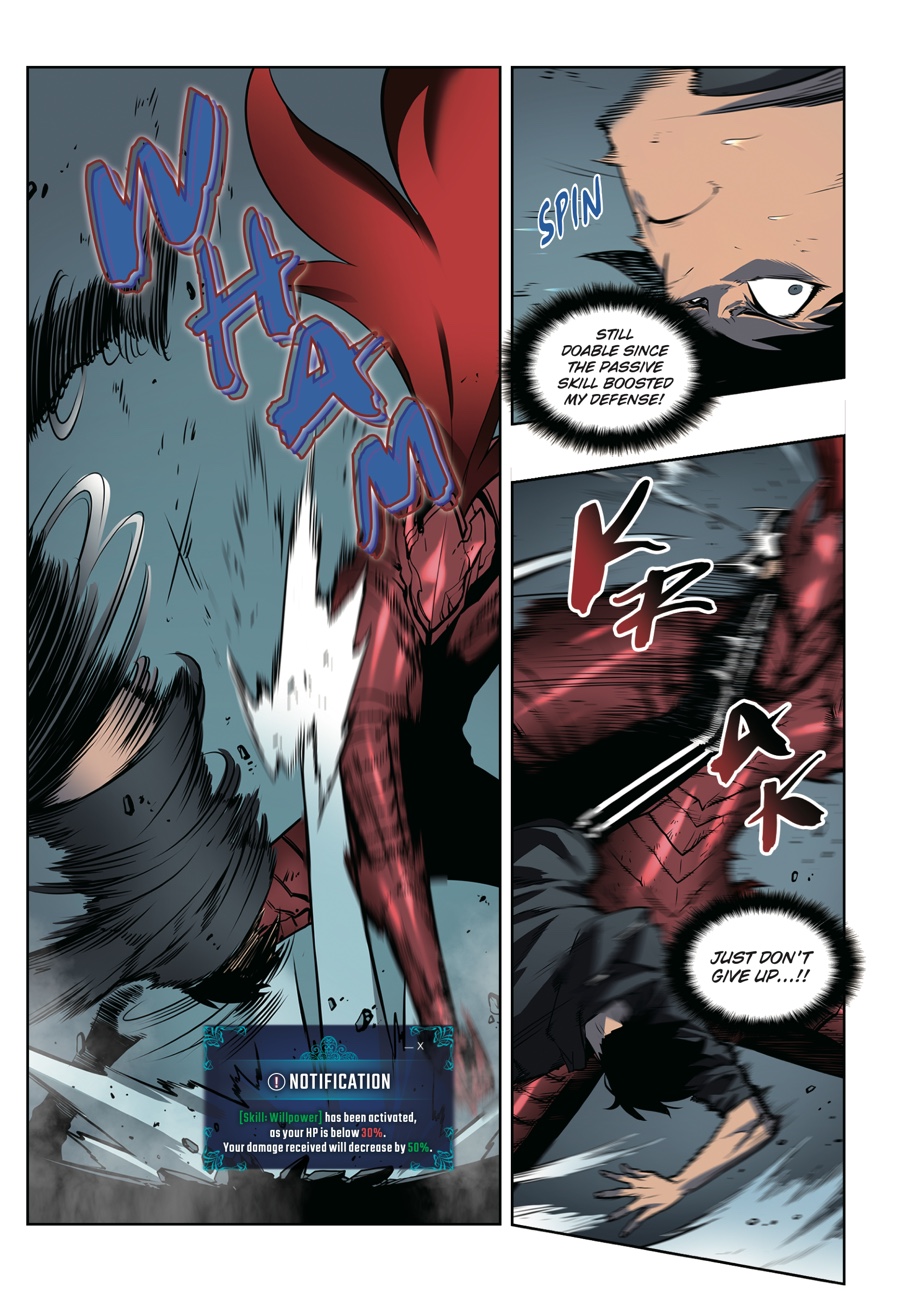 WHAM
— X
! NOTIFICATION
[Skill: Willpower] has been activated,
as your HP is below 30%.
Your damage received will decrease by 50%.
SPIN
STILL
DOABLE SINCE
THE PASSIVE
SKILL BOOSTED
MY DEFENSE!
KRAK
JUST DON'T
GIVE UP...!!